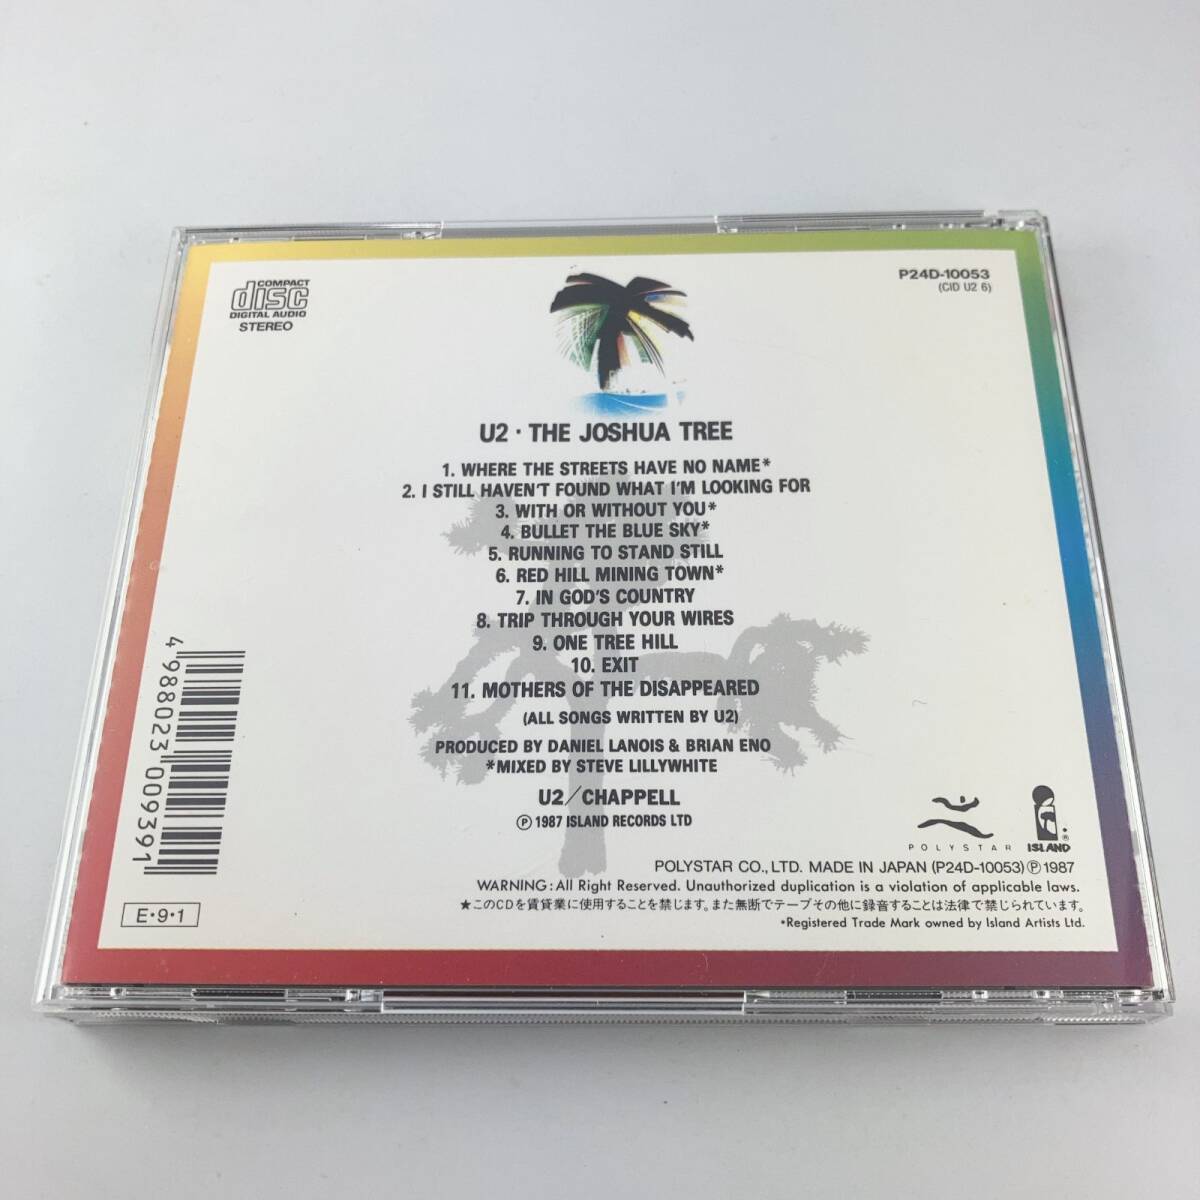 COMPACT
disc
DIGITAL AUDIO
STEREO
P24D-10053
(CID U2 6)
U2・THE JOSHUA TREE
1. WHERE THE STREETS HAVE NO NAME*
2. I STILL HAVEN'T FOUND WHAT I'M LOOKING FOR
3. WITH OR WITHOUT YOU*
4. BULLET THE BLUE SKY*
5. RUNNING TO STAND STILL
6. RED HILL MINING TOWN*
7. IN GOD'S COUNTRY
8. TRIP THROUGH YOUR WIRES
9. ONE TREE HILL
10. EXIT
11. MOTHERS OF THE DISAPPEARED
(ALL SONGS WRITTEN BY U2)
PRODUCED BY DANIEL LANOIS & BRIAN ENO
*MIXED BY STEVE LILLYWHITE
U2/CHAPPELL
Ⓟ1987 ISLAND RECORDS LTD
4 988023 009391
E・9・1
POLYSTAR
ISLAND®
POLYSTAR CO., LTD. MADE IN JAPAN (P24D-10053)Ⓟ1987
WARNING: All Right Reserved. Unauthorized duplication is a violation of applicable laws.
★このCDを賃貸業に使用することを禁じます。また無断でテープその他に録音することは法律で禁じられています。
•Registered Trade Mark owned by Island Artists Ltd.